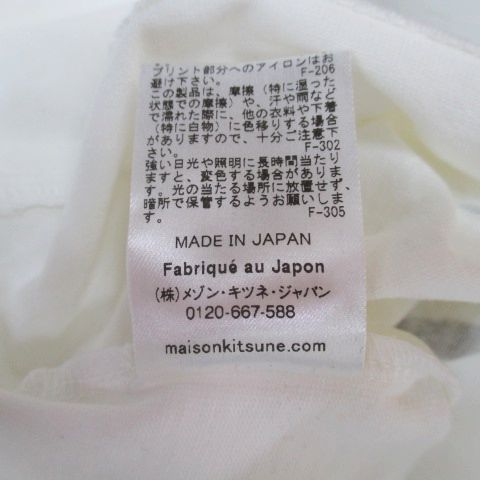 プリント部分へのアイロンはお
避け下さい。 F-206
この製品は、摩擦（特に湿った
状態での摩擦）や、汗や雨など
で濡れた際に、他の衣料や下着
（特に白物）に色移りする場合
がありますので、十分ご注意下
さい。 F-302
強い日光や照明に長時間当たり
ますと、変色する場合がありま
す。光の当たる場所に放置せず、
暗所で保管するようお願いしま
す。 F-305
MADE IN JAPAN
Fabriqué au Japon
（株）メゾン・キツネ・ジャパン
0120-667-588
maisonkitsune.com